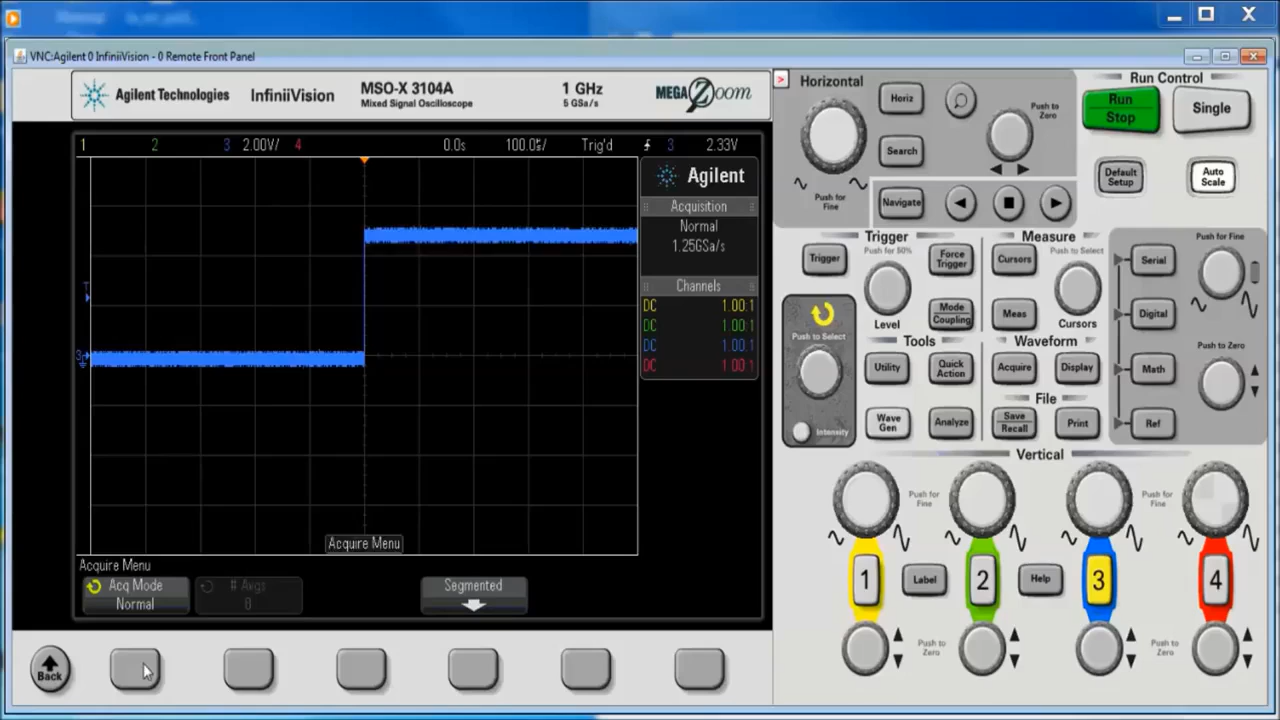 VNC:Agilent 0 InfiniiVision - 0 Remote Front Panel
Agilent Technologies InfiniiVision MSO-X 3104A
Mixed Signal Oscilloscope
1 GHz
5 GSa/s
MEGA Zoom
1 2 3 2.00V/ 4 0.0s 100.0%/ Trig'd 3 2.33V
Agilent
Acquisition
Normal
1.25GSa/s
Channels
DC 1.00:1
DC 1.00:1
DC 1.00:1
DC 1.00:1
T
3
Acquire Menu
Acquire Menu
Acq Mode
Normal
# Avgs
8
Segmented
Back
Horizontal
Push for Fine
Horiz
Search
Navigate
Push to Zero
Run Control
Run Stop
Single
Default Setup
Auto Scale
Trigger
Push for 50%
Trigger
Force Trigger
Level
Mode Coupling
Measure
Push to Select
Cursors
Meas
Cursors
Push to Select
Intensity
Tools
Utility
Quick Action
Wave Gen
Analyze
Waveform
Acquire
Display
File
Save Recall
Print
Push for Fine
Serial
Digital
Push to Zero
Math
Ref
Vertical
Push for Fine
Push for Fine
1
Label
2
Help
3
4
Push to Zero
Push to Zero